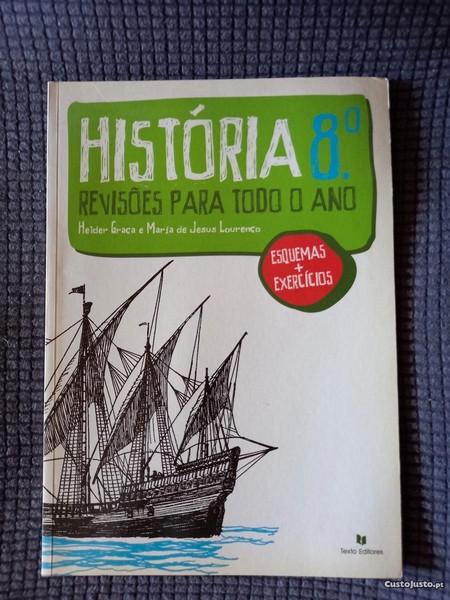 HISTÓRIA 8.º
REVISÕES PARA TODO O ANO
Helder Graça e Maria de Jesus Lourenço
ESQUEMAS
+
EXERCÍCIOS
Texto Editores
CustoJusto.pt